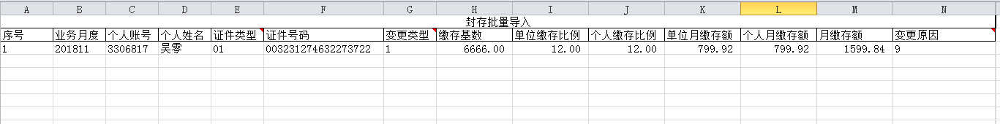 A B C D E F G H I J K L M N
封存批量导入
序号 业务月度 个人账号 个人姓名 证件类型 证件号码 变更类型 缴存基数 单位缴存比例 个人缴存比例 单位月缴存额 个人月缴存额 月缴存额 变更原因
1 201811 3306817 吴零 01 003231274632273722 1 6666.00 12.00 12.00 799.92 799.92 1599.84 9